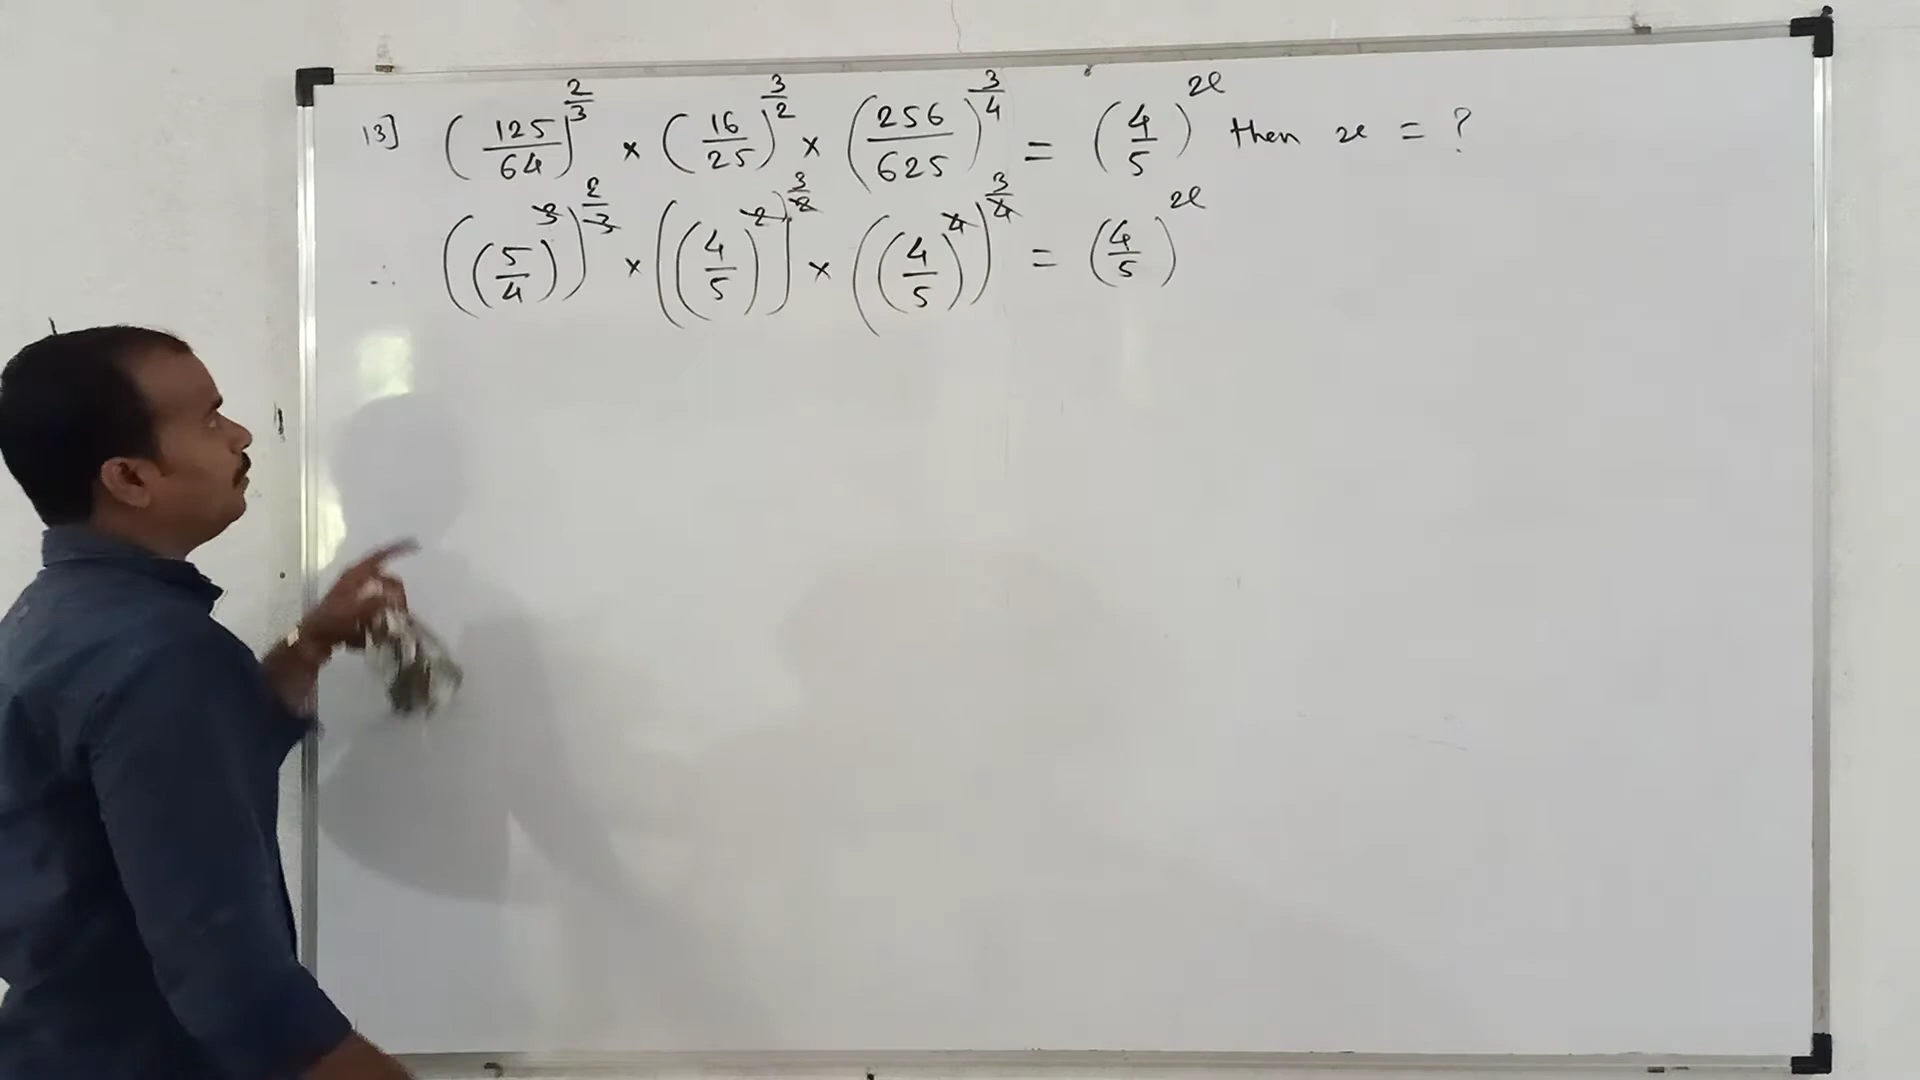 13] (125/64)^(2/3) × (16/25)^(3/2) × (256/625)^(3/4) = (4/5)^x then x = ?
∴ ((5/4)^3)^(2/3) × ((4/5)^2)^(3/2) × ((4/5)^4)^(3/4) = (4/5)^x